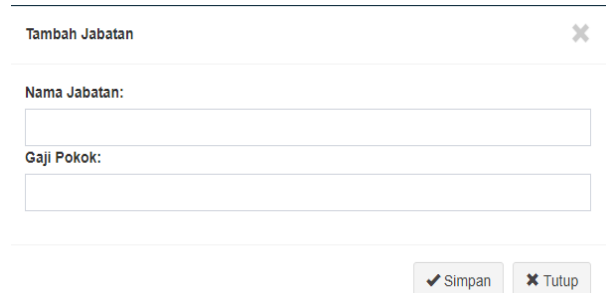 Tambah Jabatan
Nama Jabatan:
Gaji Pokok:
Simpan Tutup